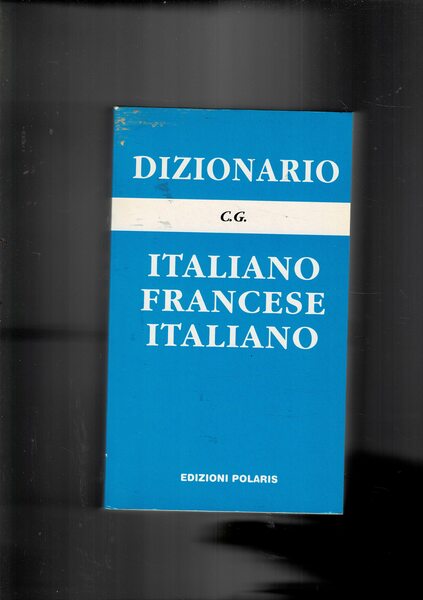 DIZIONARIO
C.G.
ITALIANO
FRANCESE
ITALIANO
EDIZIONI POLARIS